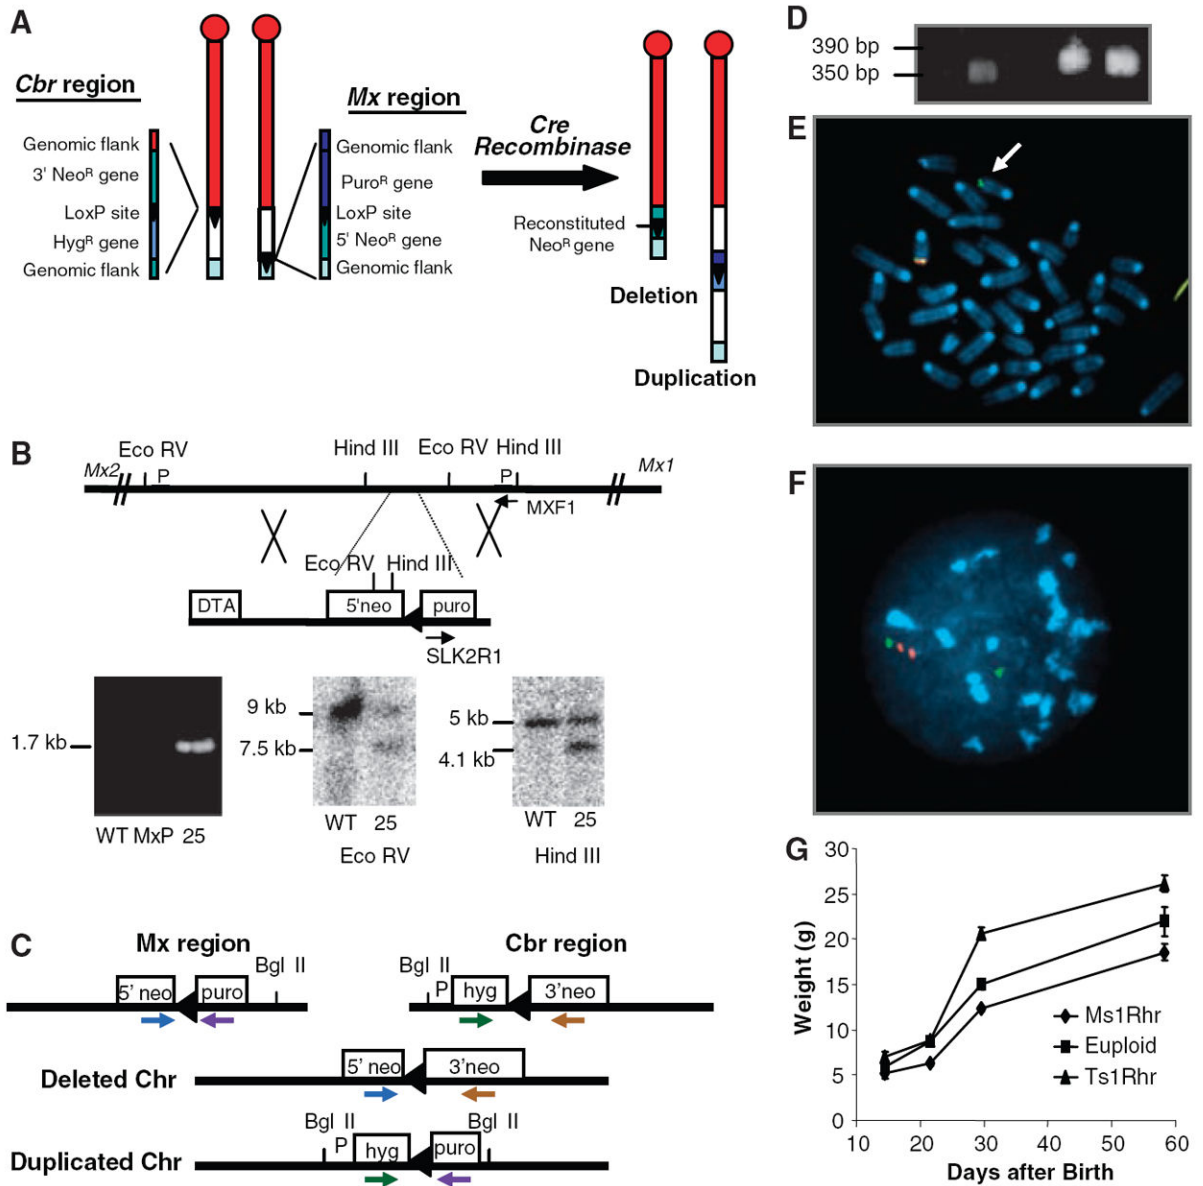 A
Cbr region
Genomic flank
3' Neoᴿ gene
LoxP site
Hygᴿ gene
Genomic flank
Mx region
Genomic flank
Puroᴿ gene
LoxP site
5' Neoᴿ gene
Genomic flank
Cre
Recombinase
Reconstituted
Neoᴿ gene
Deletion
Duplication
B
Eco RV
Hind III
Eco RV
Hind III
Mx2
P
P
Mx1
MXF1
Eco RV
Hind III
DTA
5'neo
puro
SLK2R1
1.7 kb
WT MxP 25
9 kb
7.5 kb
WT 25
Eco RV
5 kb
4.1 kb
WT 25
Hind III
C
Mx region
Cbr region
Bgl II
Bgl II
5' neo
puro
P
hyg
3'neo
Deleted Chr
5' neo
3'neo
Bgl II
Bgl II
Duplicated Chr
P
hyg
puro
D
390 bp
350 bp
E
F
G
30
25
20
15
10
5
0
Weight (g)
Ms1Rhr
Euploid
Ts1Rhr
10 20 30 40 50 60
Days after Birth